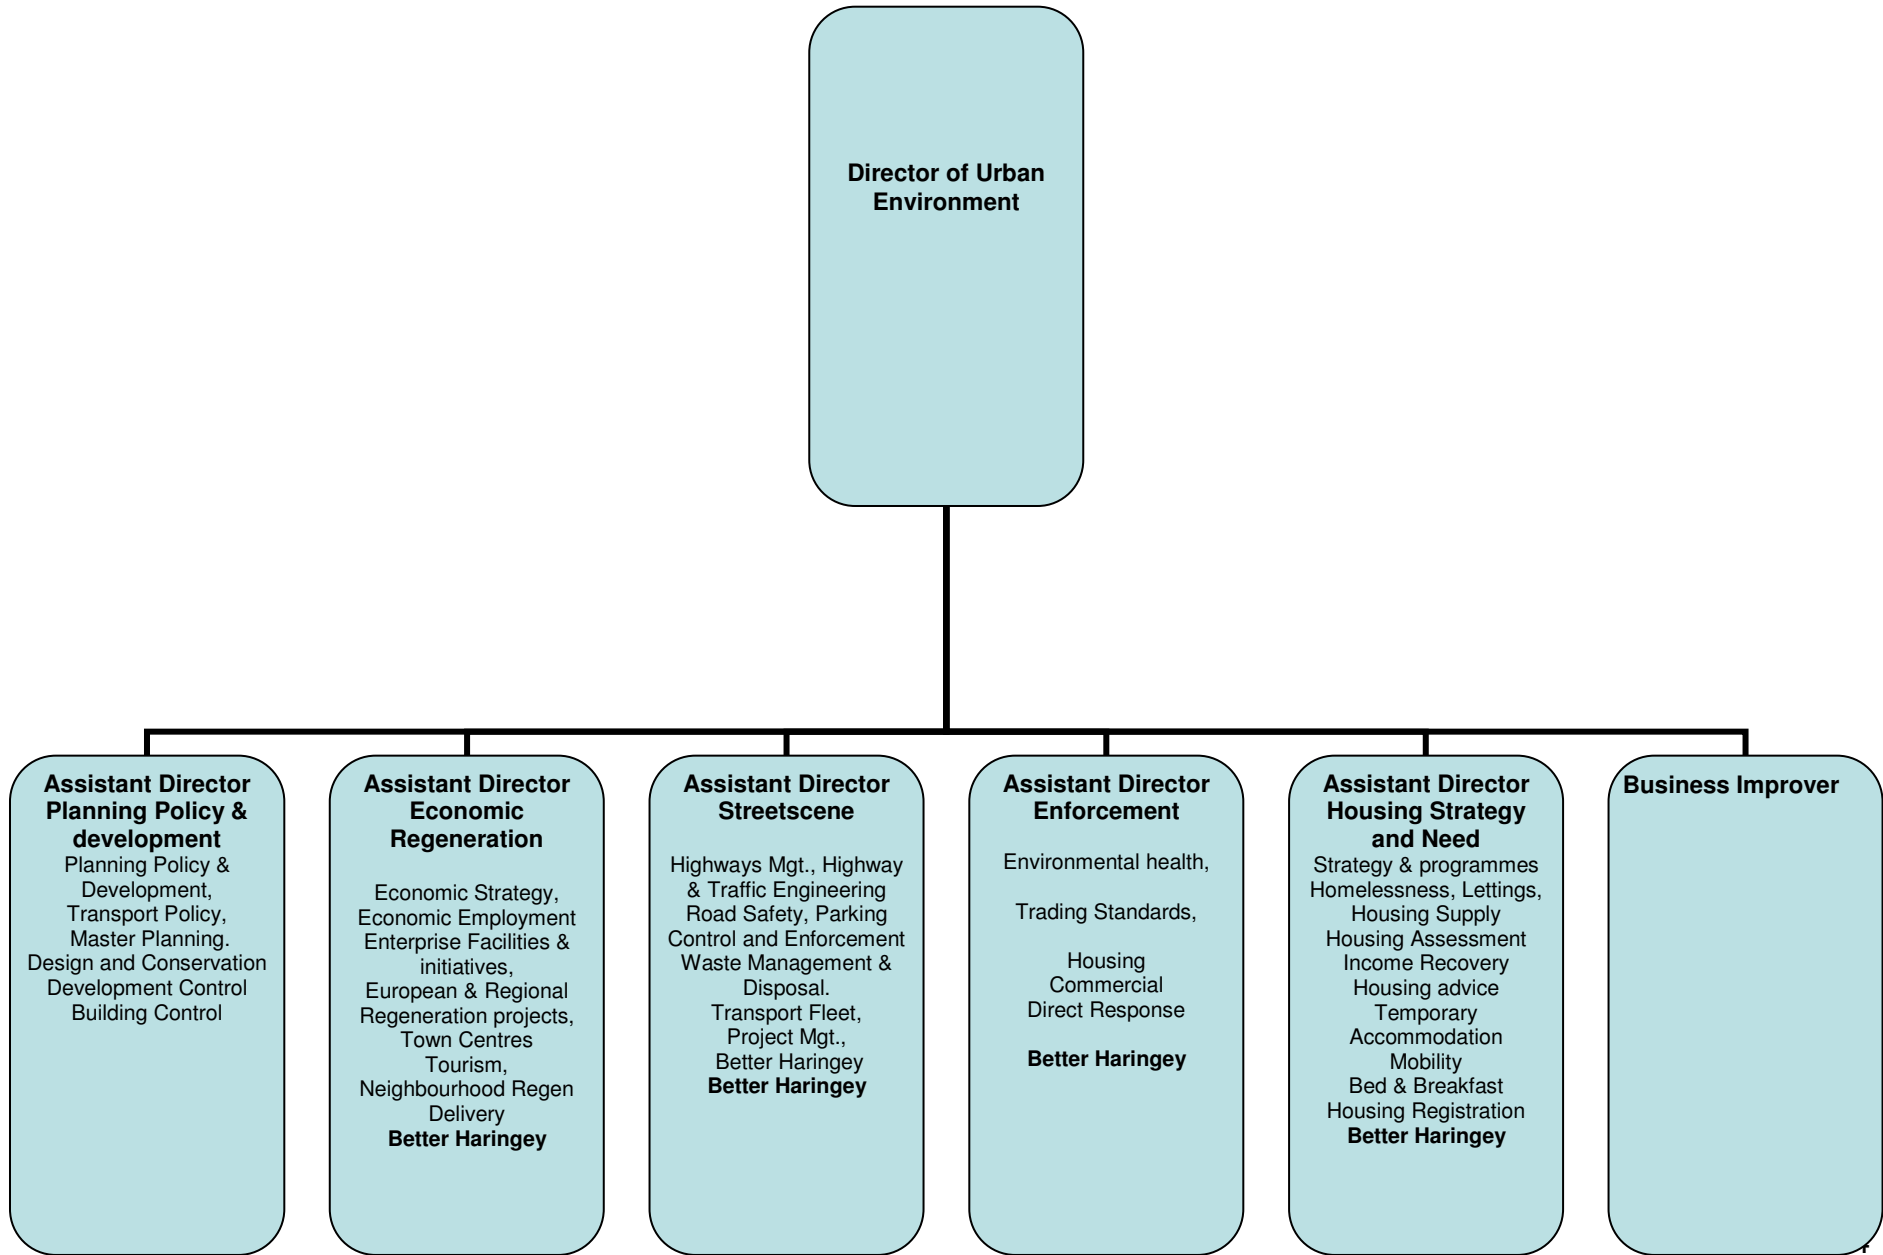 Director of Urban
Environment
Assistant Director
Planning Policy &
development
Planning Policy &
Development,
Transport Policy,
Master Planning.
Design and Conservation
Development Control
Building Control
Assistant Director
Economic
Regeneration
Economic Strategy,
Economic Employment
Enterprise Facilities &
initiatives,
European & Regional
Regeneration projects,
Town Centres
Tourism,
Neighbourhood Regen
Delivery
Better Haringey
Assistant Director
Streetscene
Highways Mgt., Highway
& Traffic Engineering
Road Safety, Parking
Control and Enforcement
Waste Management &
Disposal.
Transport Fleet,
Project Mgt.,
Better Haringey
Better Haringey
Assistant Director
Enforcement
Environmental health,
Trading Standards,
Housing
Commercial
Direct Response
Better Haringey
Assistant Director
Housing Strategy
and Need
Strategy & programmes
Homelessness, Lettings,
Housing Supply
Housing Assessment
Income Recovery
Housing advice
Temporary
Accommodation
Mobility
Bed & Breakfast
Housing Registration
Better Haringey
Business Improver